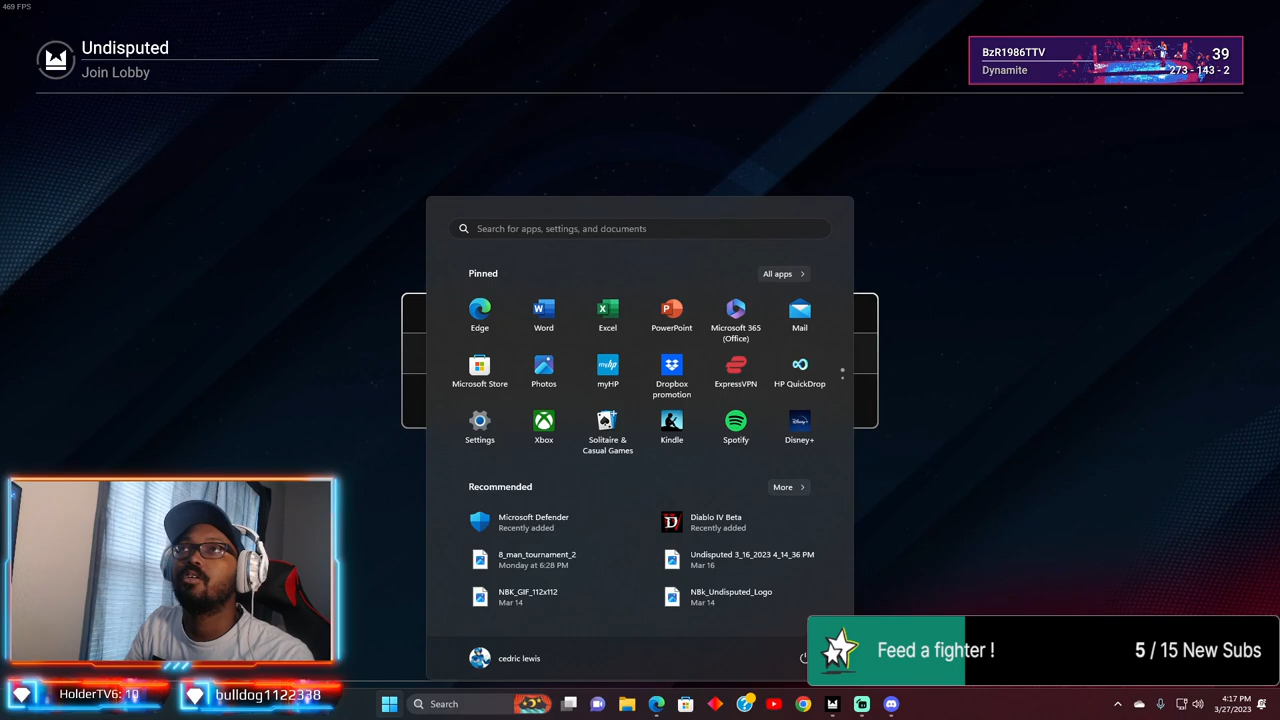 469 FPS
Undisputed
Join Lobby
BzR1986TTV
39
Dynamite
273 - 143 - 2
Search for apps, settings, and documents
Pinned
All apps
Edge
Word
Excel
PowerPoint
Microsoft 365
(Office)
Mail
Microsoft Store
Photos
myHP
Dropbox
promotion
ExpressVPN
HP QuickDrop
Settings
Xbox
Solitaire &
Casual Games
Kindle
Spotify
Disney+
Recommended
More
Microsoft Defender
Recently added
Diablo IV Beta
Recently added
8_man_tournament_2
Monday at 6:28 PM
Undisputed 3_16_2023 4_14_36 PM
Mar 16
NBK_GIF_112x112
Mar 14
NBk_Undisputed_Logo
Mar 14
cedric lewis
Feed a fighter !
5 / 15 New Subs
HolderTV6: 10
bulldog1122338
Search
4:17 PM
3/27/2023